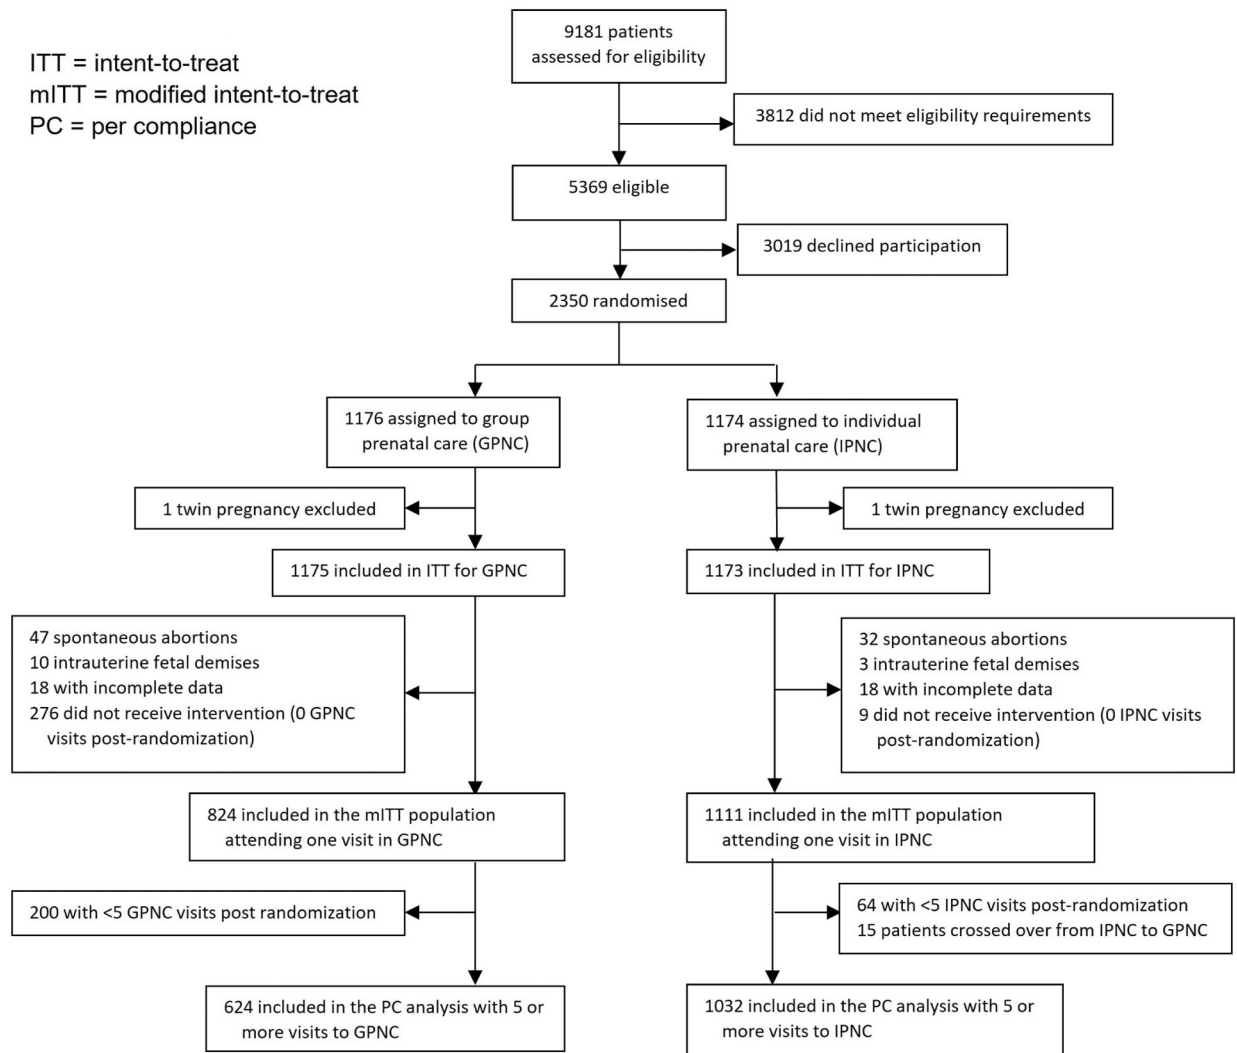 9181 patients
assessed for eligibility
ITT = intent-to-treat
mITT = modified intent-to-treat
PC = per compliance
3812 did not meet eligibility requirements
5369 eligible
3019 declined participation
2350 randomised
1176 assigned to group
prenatal care (GPNC)
1174 assigned to individual
prenatal care (IPNC)
1 twin pregnancy excluded
1 twin pregnancy excluded
1175 included in ITT for GPNC
1173 included in ITT for IPNC
47 spontaneous abortions
10 intrauterine fetal demises
18 with incomplete data
276 did not receive intervention (0 GPNC
visits post-randomization)
32 spontaneous abortions
3 intrauterine fetal demises
18 with incomplete data
9 did not receive intervention (0 IPNC visits
post-randomization)
824 included in the mITT population
attending one visit in GPNC
1111 included in the mITT population
attending one visit in IPNC
200 with <5 GPNC visits post randomization
64 with <5 IPNC visits post-randomization
15 patients crossed over from IPNC to GPNC
624 included in the PC analysis with 5 or
more visits to GPNC
1032 included in the PC analysis with 5 or
more visits to IPNC